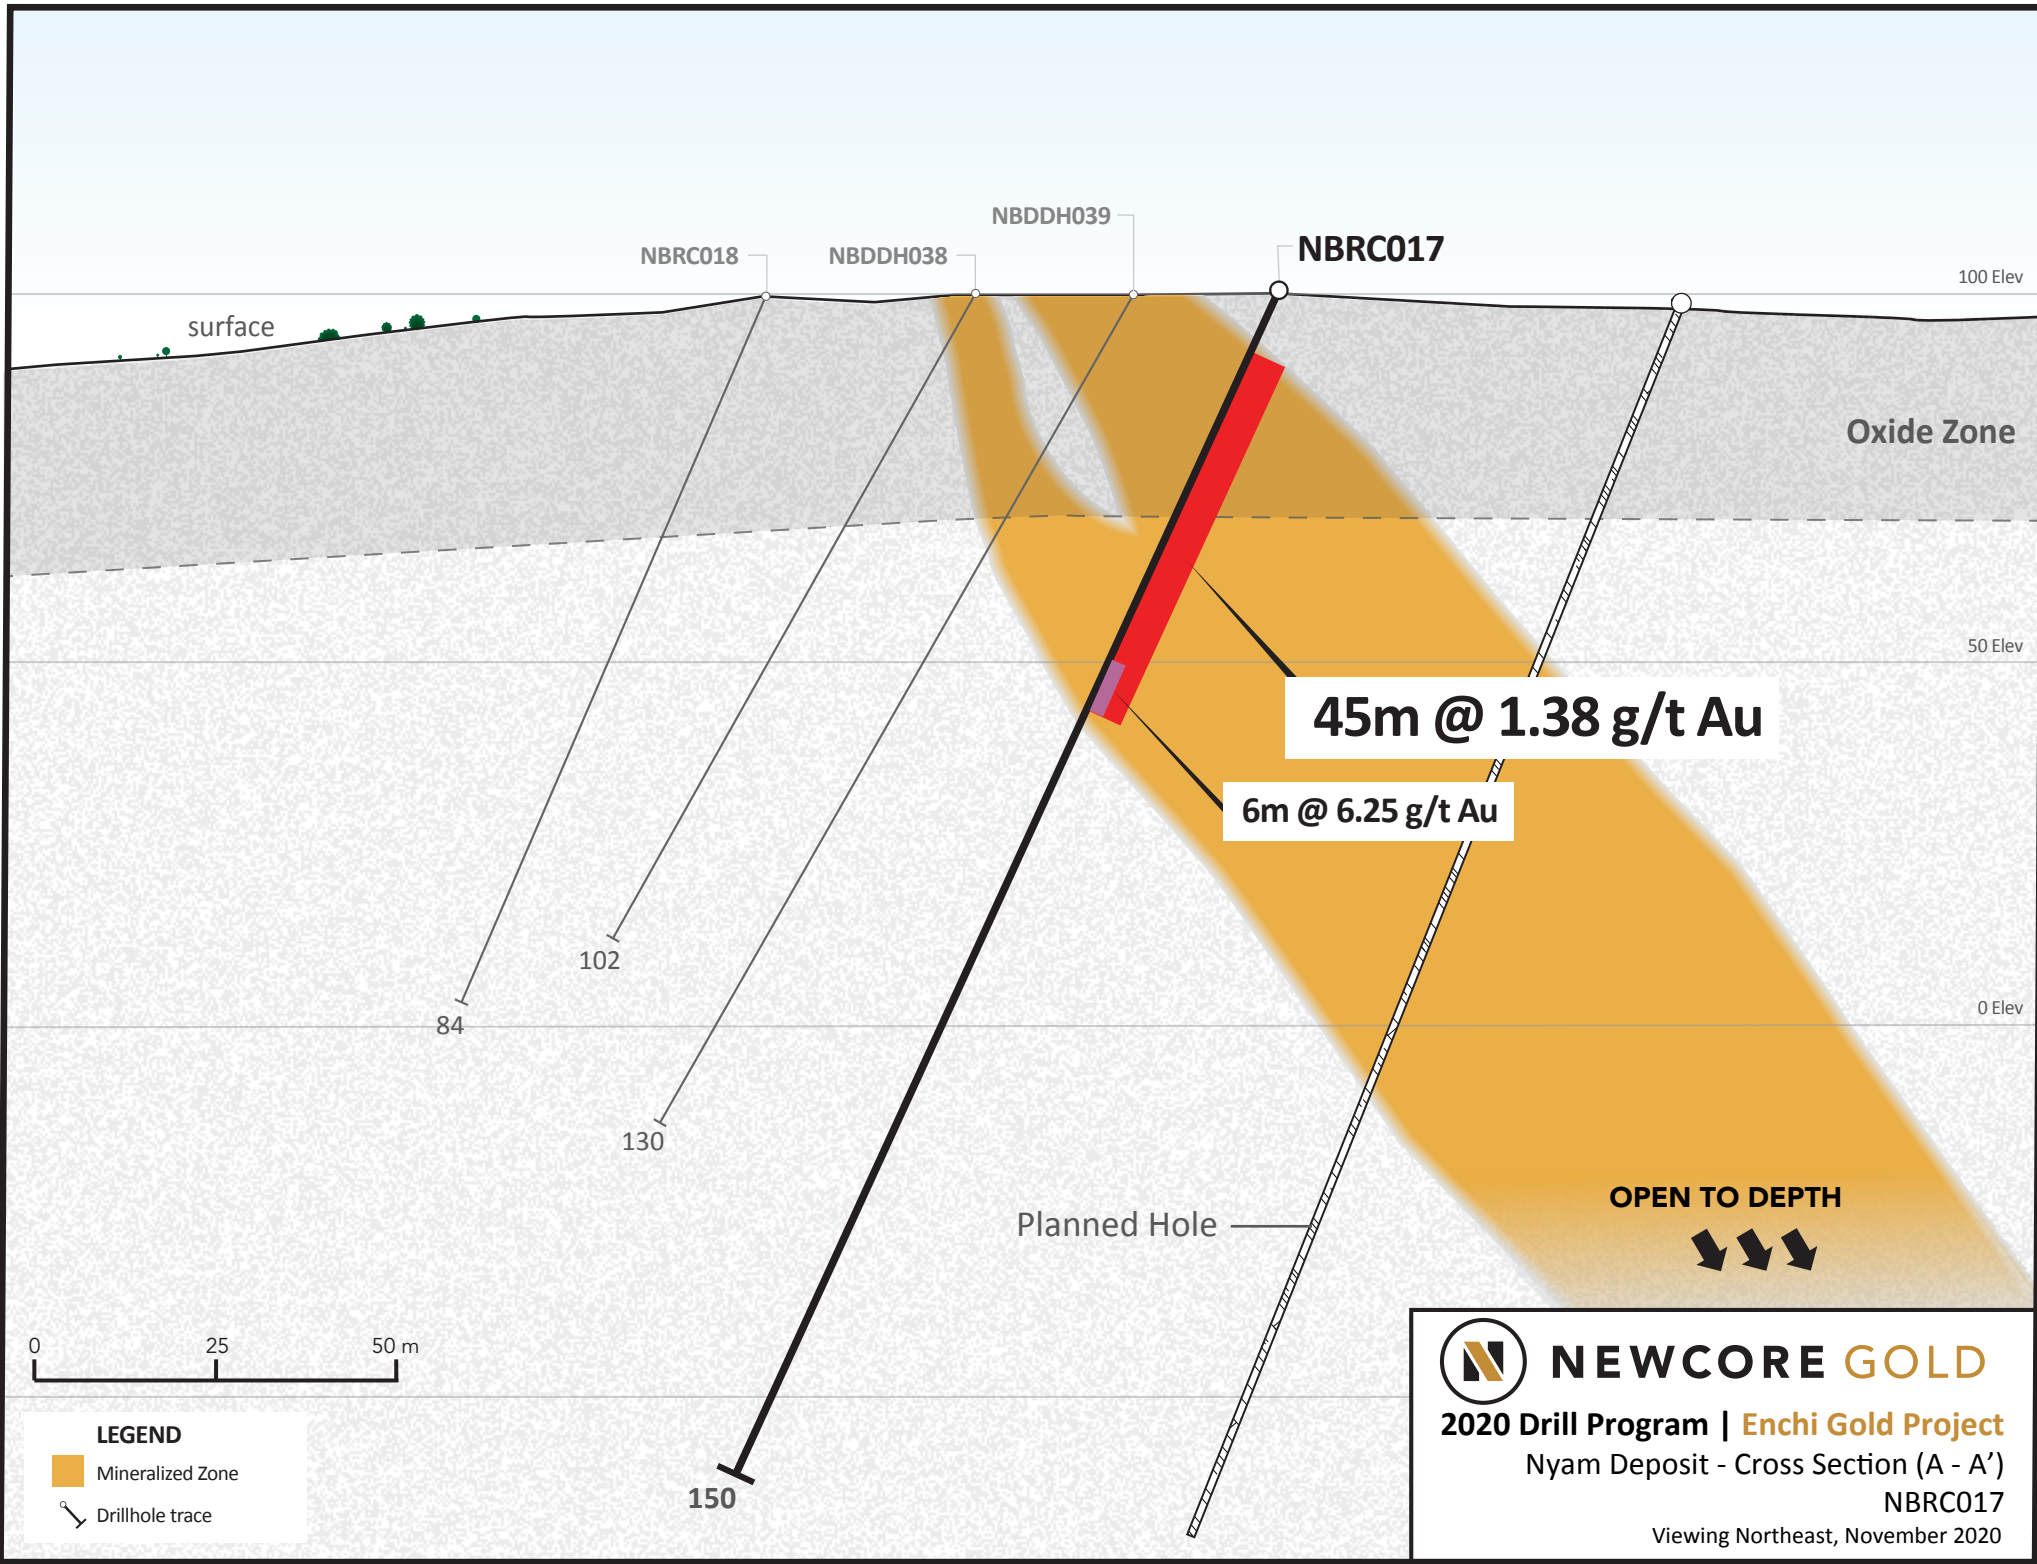 NBDDH039
NBRC018
NBDDH038
NBRC017
100 Elev
surface
Oxide Zone
50 Elev
45m @ 1.38 g/t Au
6m @ 6.25 g/t Au
102
0 Elev
84
130
OPEN TO DEPTH
Planned Hole
0 25 50 m
150
LEGEND
Mineralized Zone
Drillhole trace
N NEWCORE GOLD
2020 Drill Program | Enchi Gold Project
Nyam Deposit - Cross Section (A - A’)
NBRC017
Viewing Northeast, November 2020